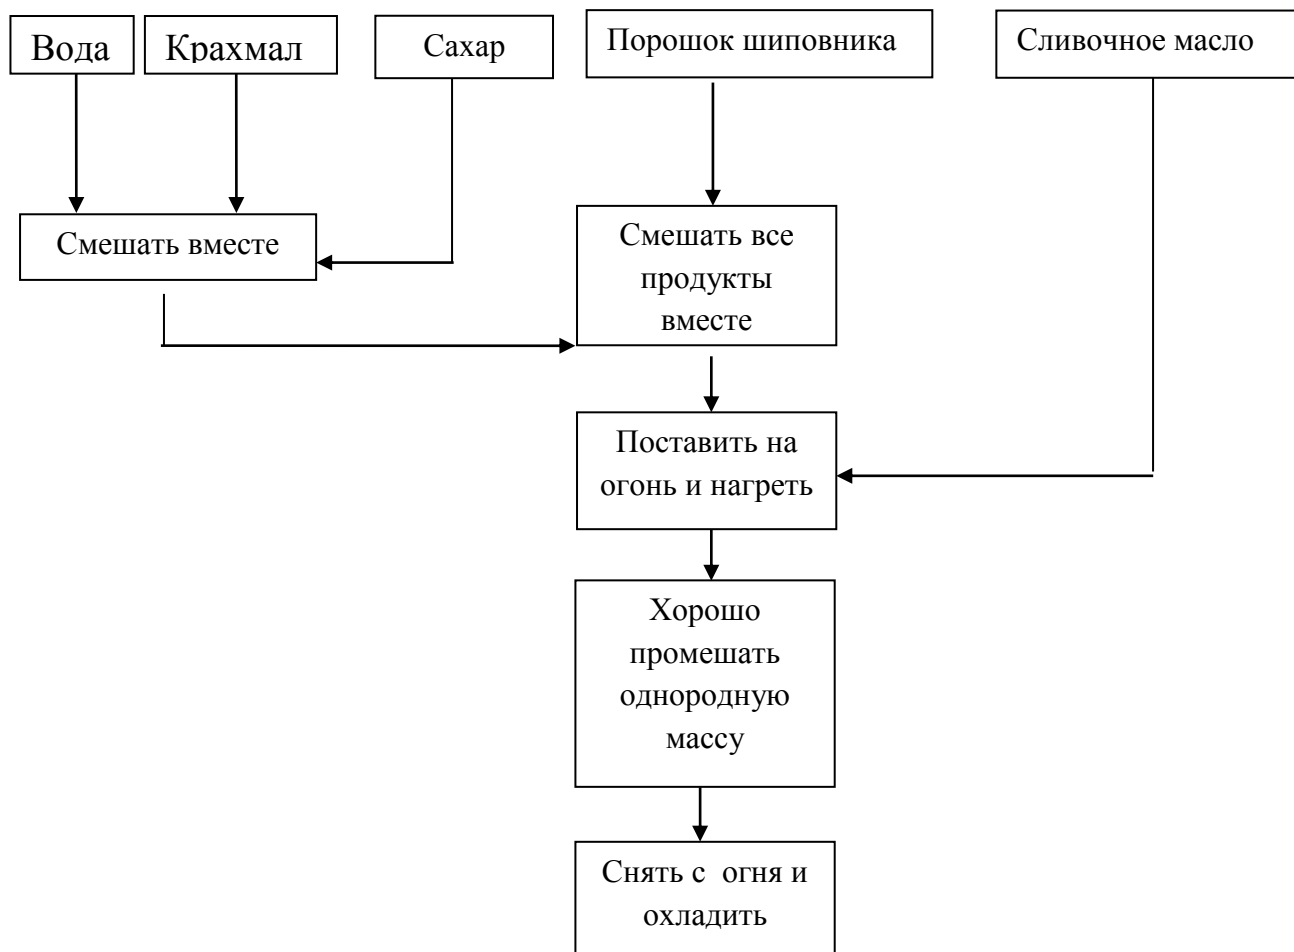 Вода
Крахмал
Сахар
Порошок шиповника
Сливочное масло
Смешать вместе
Смешать все
продукты
вместе
Поставить на
огонь и нагреть
Хорошо
промешать
однородную
массу
Снять с огня и
охладить